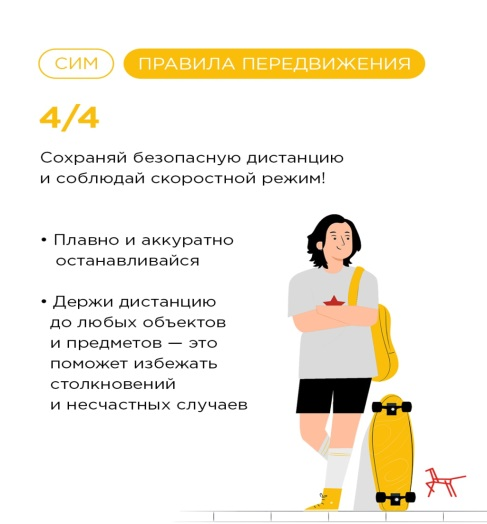 СИМ ПРАВИЛА ПЕРЕДВИЖЕНИЯ
4/4
Сохраняй безопасную дистанцию
и соблюдай скоростной режим!
• Плавно и аккуратно
останавливайся
• Держи дистанцию
до любых объектов
и предметов — это
поможет избежать
столкновений
и несчастных случаев